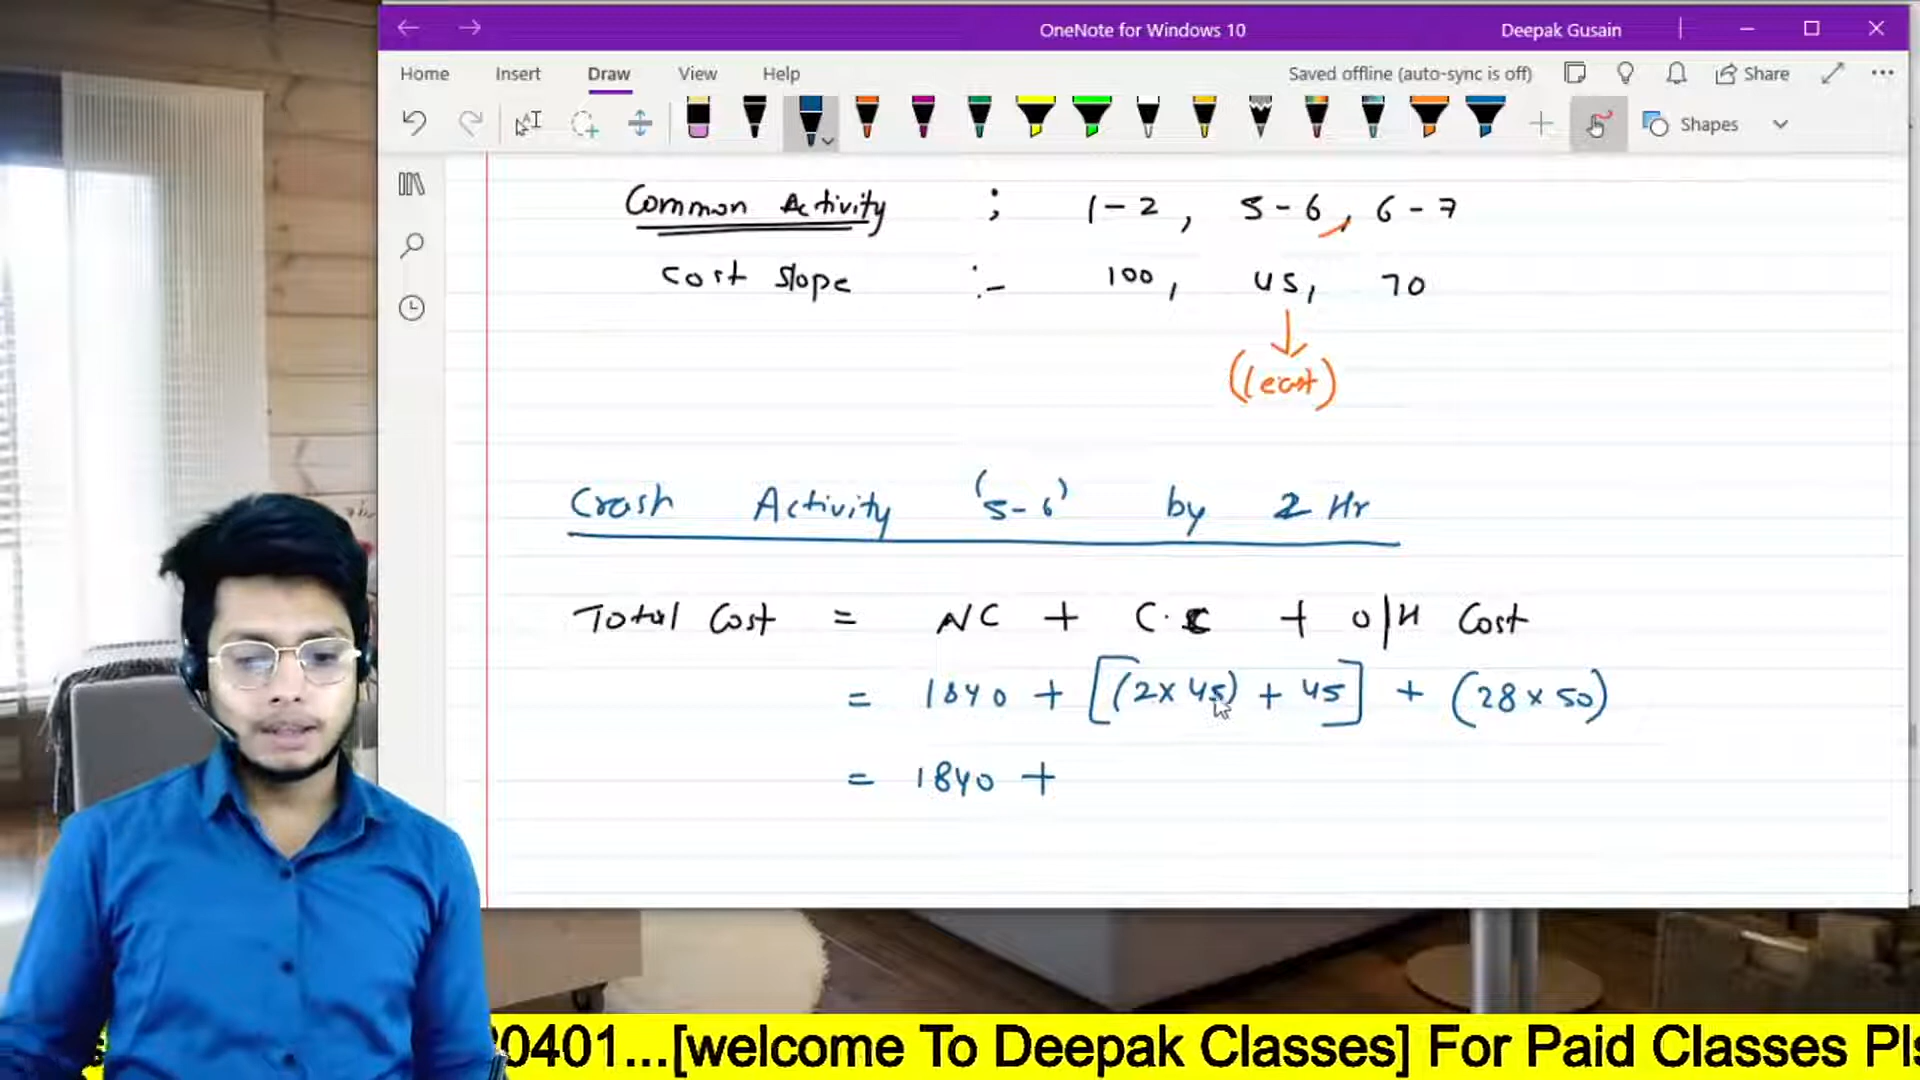 OneNote for Windows 10 Deepak Gusain
Home Insert Draw View Help Saved offline (auto-sync is off) Share
Shapes
Common Activity : 1-2, 5-6, 6-7
Cost Slope :- 100, 45, 70
(least)
Crash Activity '5-6' by 2 Hr
Total Cost = NC + C.C + O/H Cost
= 1840 + [(2×45) + 45] + (28×50)
= 1840 +
0401...[welcome To Deepak Classes] For Paid Classes Pls